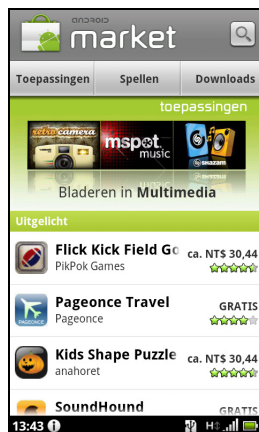 android
market
Toepassingen Spellen Downloads
toepassingen
retro camera
mspot music
SHAZAM
Bladeren in Multimedia
Uitgelicht
Flick Kick Field Go
ca. NT$ 30,44
PikPok Games
Pageonce Travel
GRATIS
PAGEONCE
Pageonce
Kids Shape Puzzle
ca. NT$ 30,44
anahoret
SoundHound
GRATIS
13:43 H